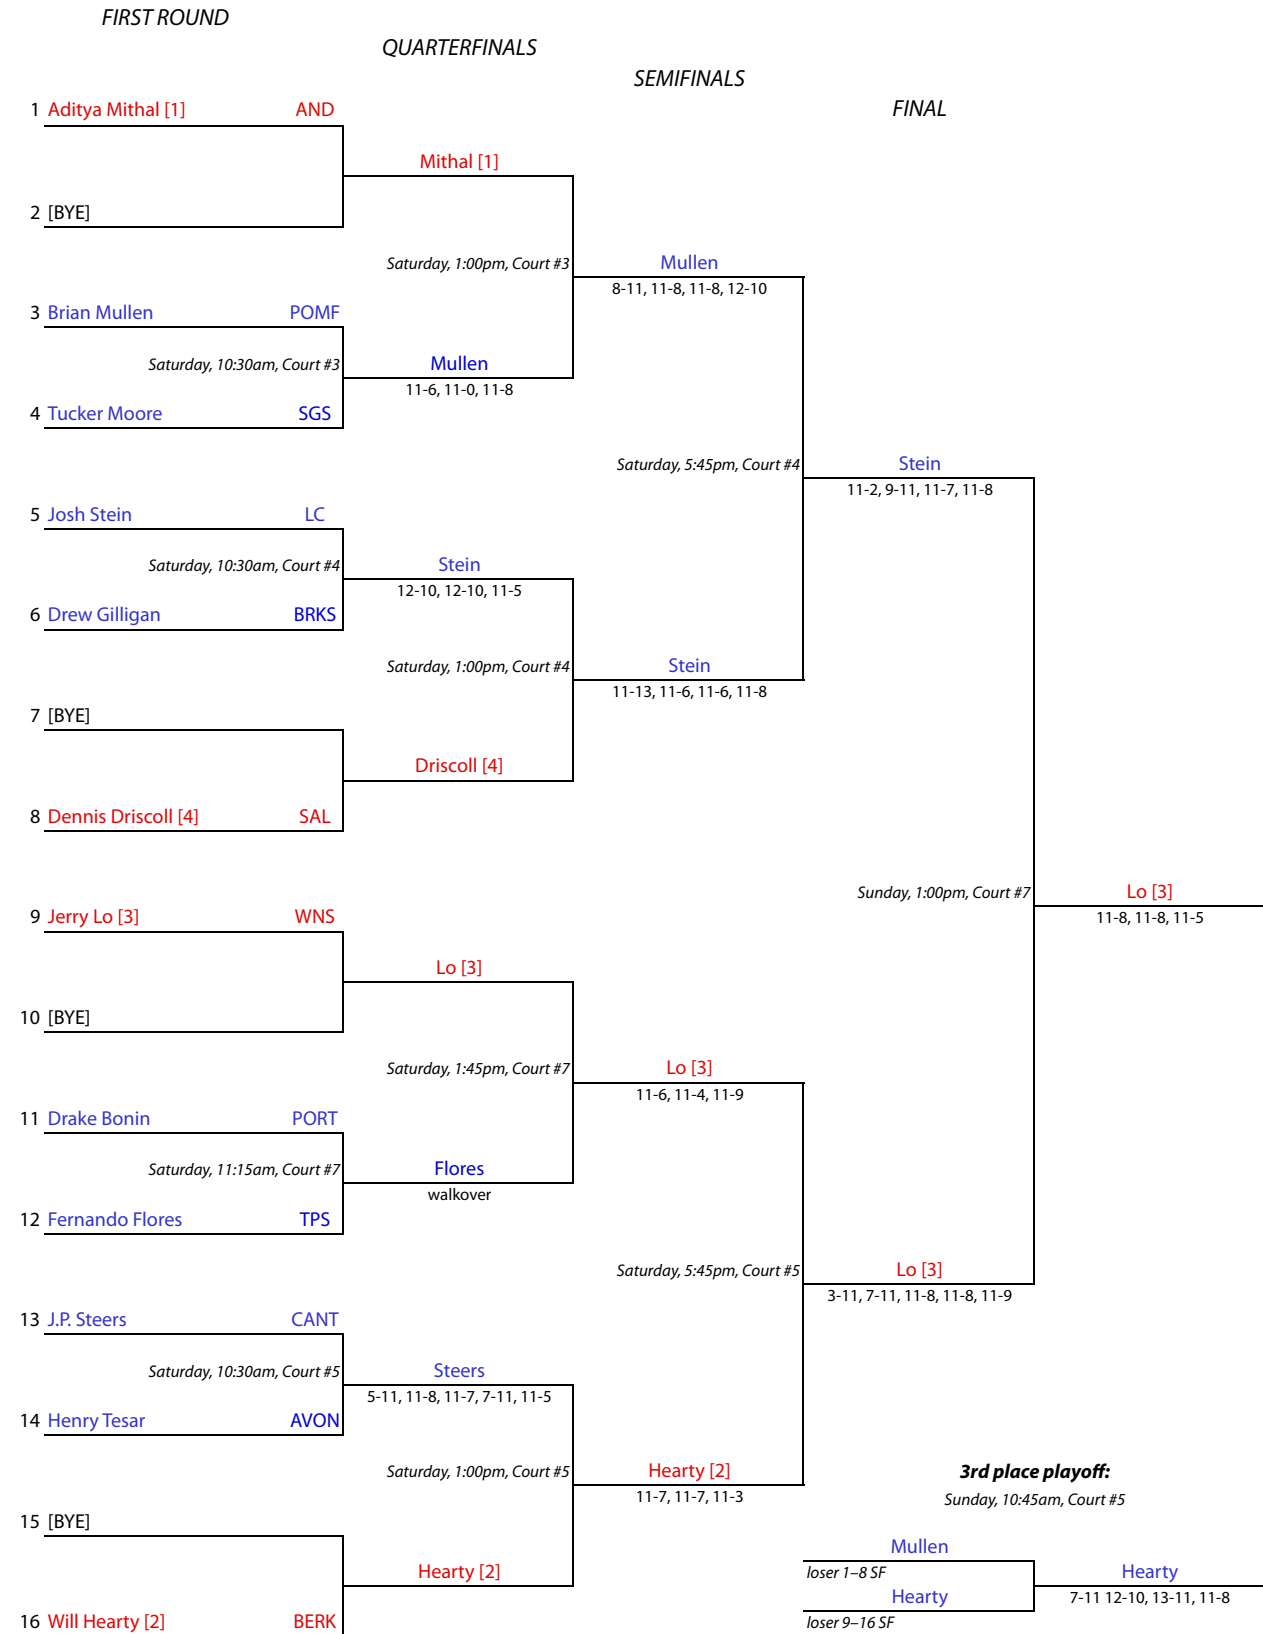 FIRST ROUND
QUARTERFINALS
SEMIFINALS
FINAL
1 Aditya Mithal [1] AND
Mithal [1]
2 [BYE]
Saturday, 1:00pm, Court #3
Mullen
8-11, 11-8, 11-8, 12-10
3 Brian Mullen POMF
Saturday, 10:30am, Court #3
Mullen
11-6, 11-0, 11-8
4 Tucker Moore SGS
Saturday, 5:45pm, Court #4
Stein
11-2, 9-11, 11-7, 11-8
5 Josh Stein LC
Saturday, 10:30am, Court #4
Stein
12-10, 12-10, 11-5
6 Drew Gilligan BRKS
Saturday, 1:00pm, Court #4
Stein
11-13, 11-6, 11-6, 11-8
7 [BYE]
Driscoll [4]
8 Dennis Driscoll [4] SAL
Sunday, 1:00pm, Court #7
Lo [3]
11-8, 11-8, 11-5
9 Jerry Lo [3] WNS
Lo [3]
10 [BYE]
Saturday, 1:45pm, Court #7
Lo [3]
11-6, 11-4, 11-9
11 Drake Bonin PORT
Saturday, 11:15am, Court #7
Flores
walkover
12 Fernando Flores TPS
Saturday, 5:45pm, Court #5
Lo [3]
3-11, 7-11, 11-8, 11-8, 11-9
13 J.P. Steers CANT
Saturday, 10:30am, Court #5
Steers
5-11, 11-8, 11-7, 7-11, 11-5
14 Henry Tesar AVON
Saturday, 1:00pm, Court #5
Hearty [2]
11-7, 11-7, 11-3
3rd place playoff:
Sunday, 10:45am, Court #5
15 [BYE]
Hearty [2]
Mullen
loser 1–8 SF
Hearty
7-11 12-10, 13-11, 11-8
Hearty
loser 9–16 SF
16 Will Hearty [2] BERK